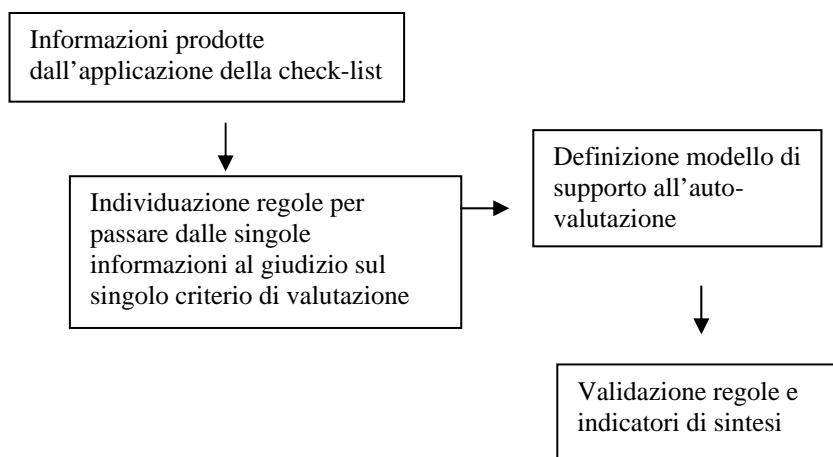 Informazioni prodotte
dall’applicazione della check-list
Individuazione regole per
passare dalle singole
informazioni al giudizio sul
singolo criterio di valutazione
Definizione modello di
supporto all’auto-
valutazione
Validazione regole e
indicatori di sintesi